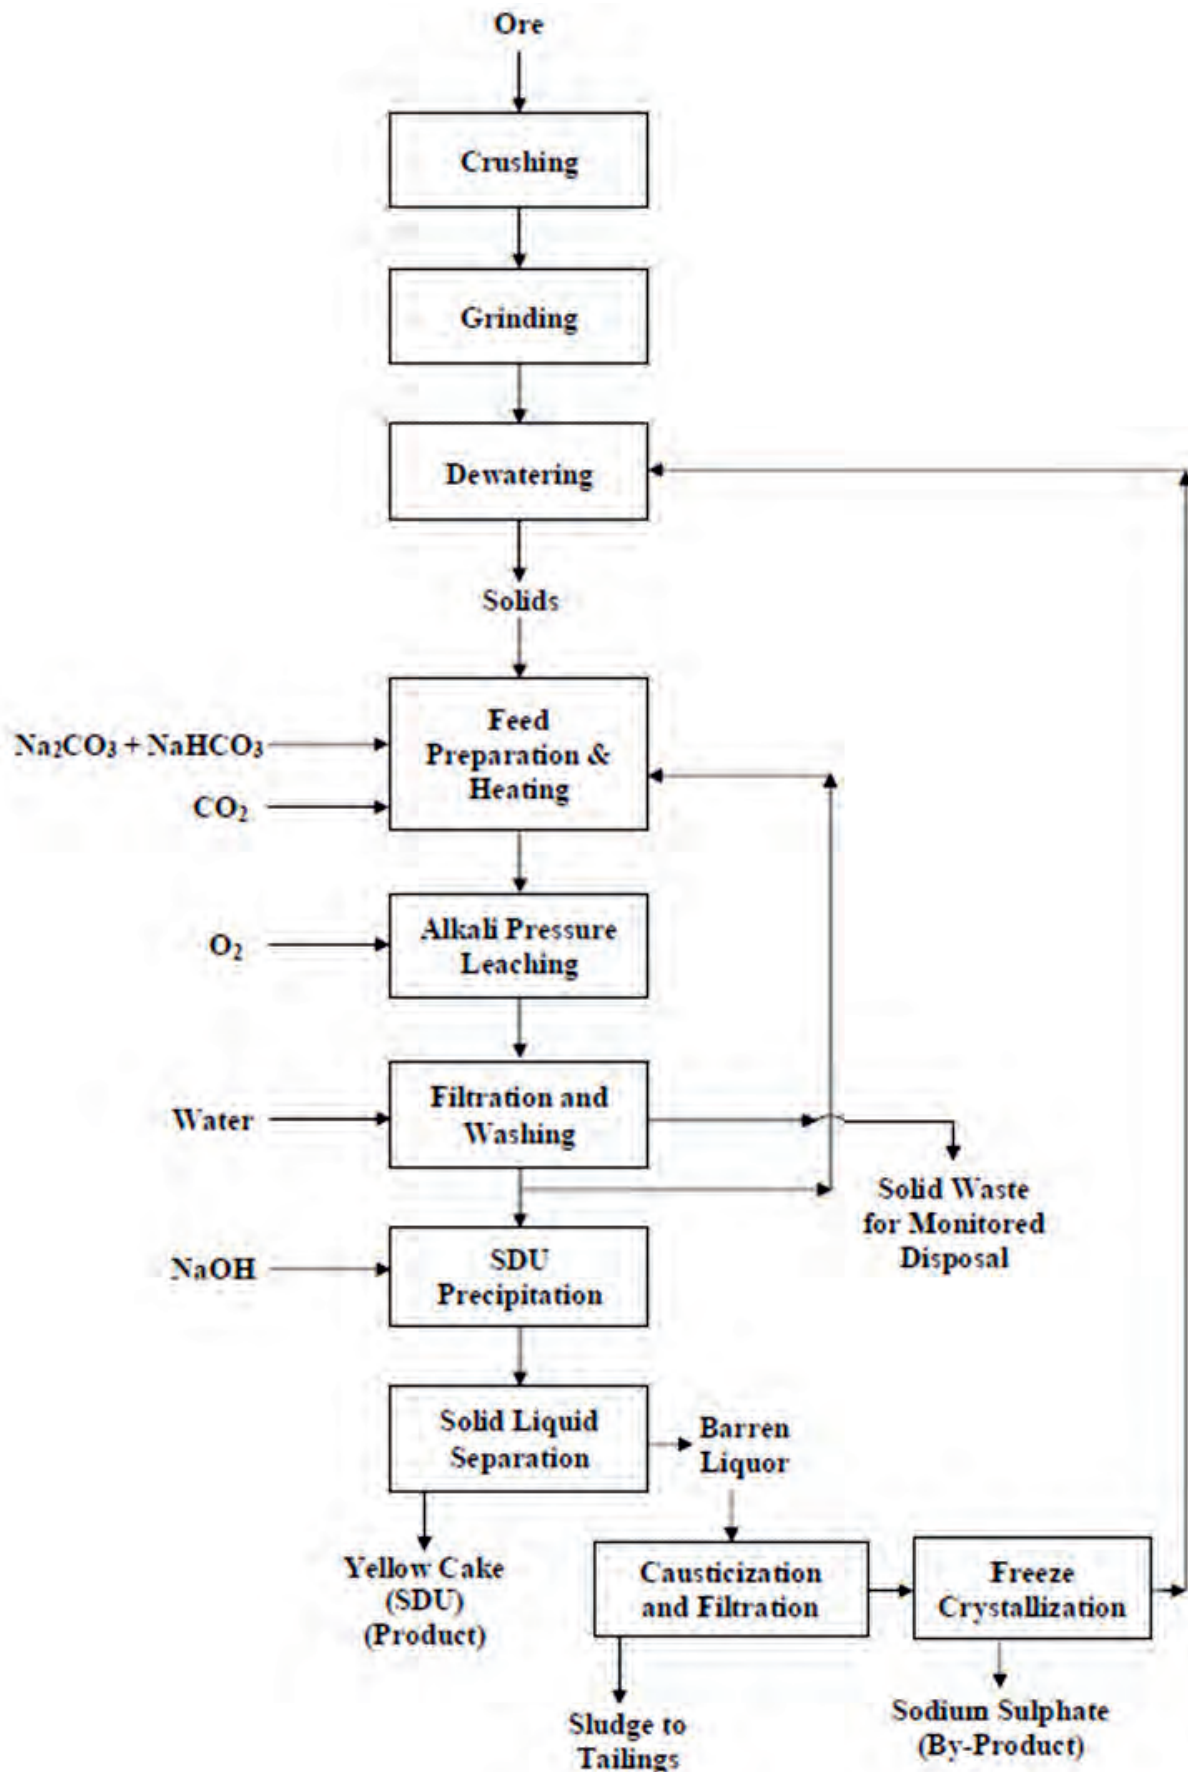 Ore
Crushing
Grinding
Dewatering
Solids
Na₂CO₃ + NaHCO₃
CO₂
Feed
Preparation &
Heating
O₂
Alkali Pressure
Leaching
Water
Filtration and
Washing
Solid Waste
for Monitored
Disposal
NaOH
SDU
Precipitation
Solid Liquid
Separation
Barren
Liquor
Yellow Cake
(SDU)
(Product)
Causticization
and Filtration
Freeze
Crystallization
Sludge to
Tailings
Sodium Sulphate
(By-Product)